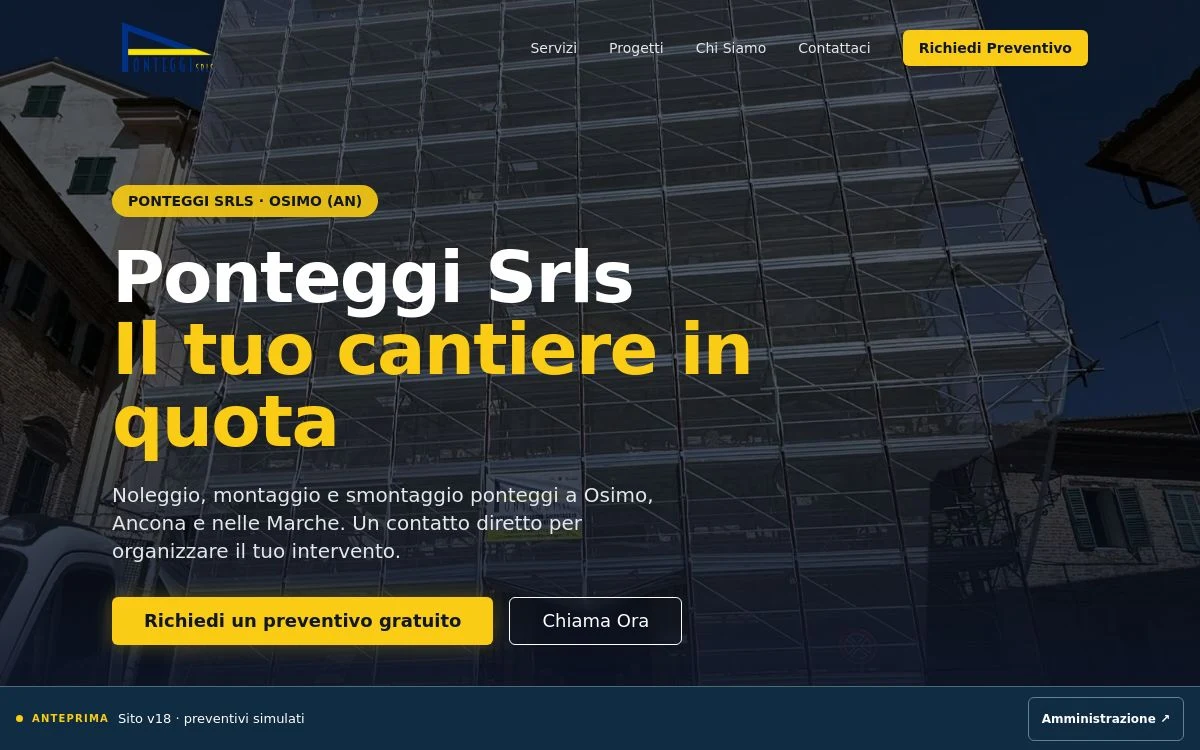 PONTEGGI SRLS
Servizi
Progetti
Chi Siamo
Contattaci
Richiedi Preventivo
PONTEGGI SRLS · OSIMO (AN)
Ponteggi Srls
Il tuo cantiere in
quota
Noleggio, montaggio e smontaggio ponteggi a Osimo,
Ancona e nelle Marche. Un contatto diretto per
organizzare il tuo intervento.
Richiedi un preventivo gratuito
Chiama Ora
ANTEPRIMA Sito v18 · preventivi simulati
Amministrazione ↗